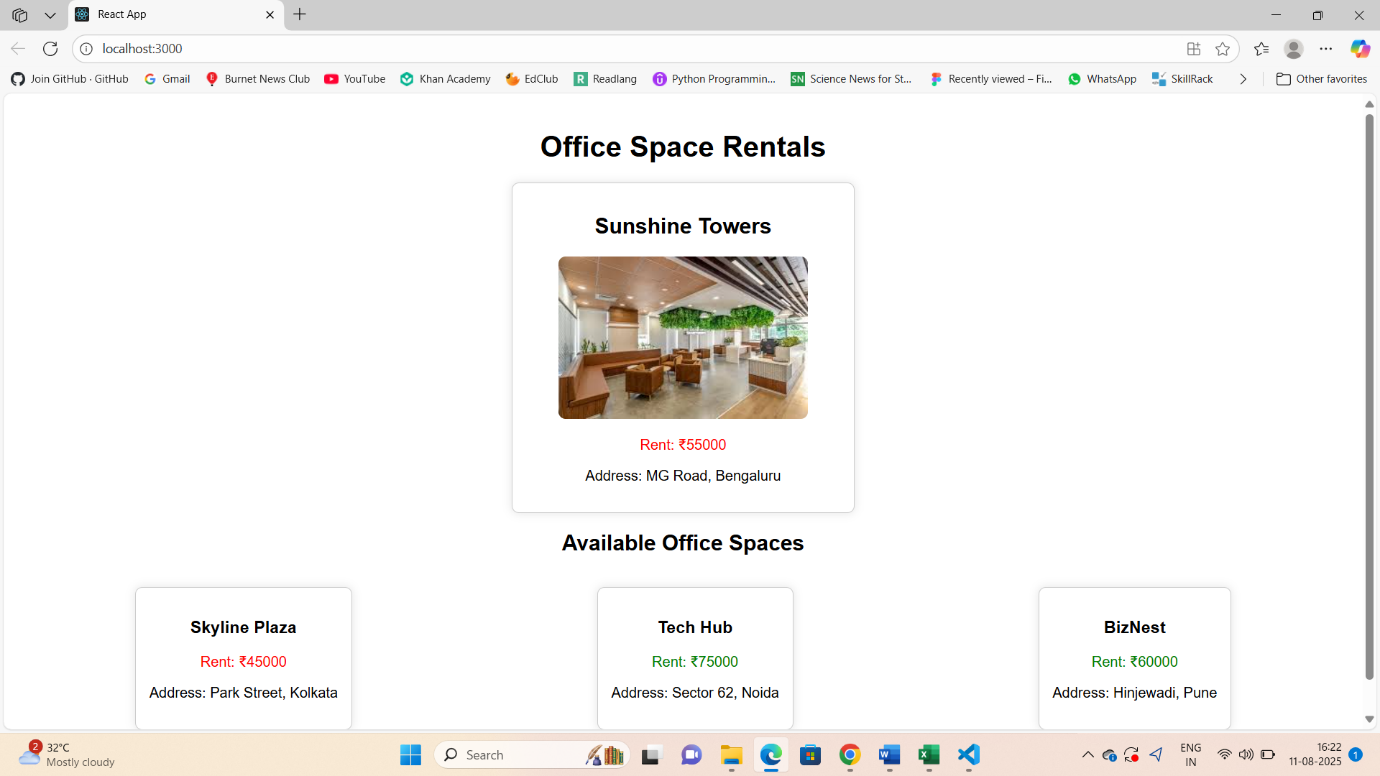 React App
localhost:3000
Join GitHub · GitHub
Gmail
Burnet News Club
YouTube
Khan Academy
EdClub
R
Readlang
Python Programmin...
SN
Science News for St...
Recently viewed – Fi...
WhatsApp
SkillRack
Other favorites
Office Space Rentals
Sunshine Towers
Rent: ₹55000
Address: MG Road, Bengaluru
Available Office Spaces
Skyline Plaza
Rent: ₹45000
Address: Park Street, Kolkata
Tech Hub
Rent: ₹75000
Address: Sector 62, Noida
BizNest
Rent: ₹60000
Address: Hinjewadi, Pune
2
32°C
Mostly cloudy
Search
ENG
IN
16:22
11-08-2025
1